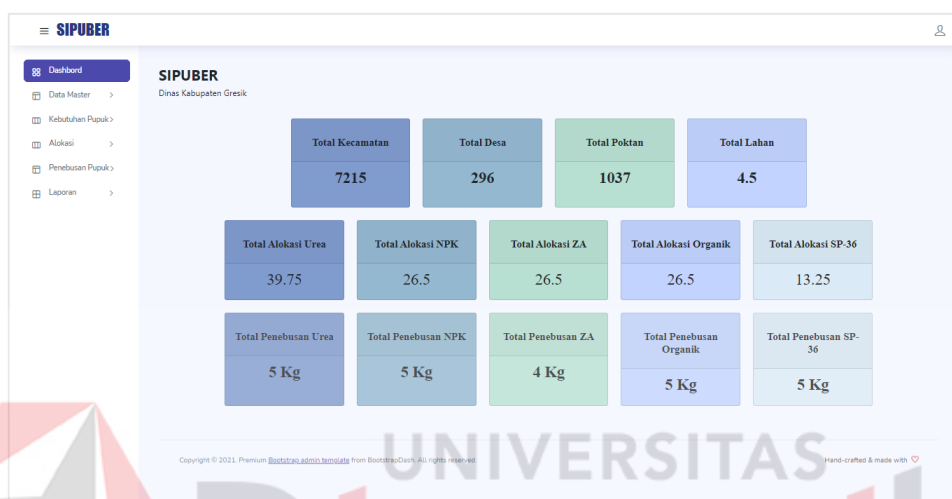 SIPUBER
Dashbord
Data Master
Kebutuhan Pupuk
Alokasi
Penebusan Pupuk
Laporan
SIPUBER
Dinas Kabupaten Gresik
Total Kecamatan Total Desa Total Poktan Total Lahan
7215 296 1037 4.5
Total Alokasi Urea Total Alokasi NPK Total Alokasi ZA Total Alokasi Organik Total Alokasi SP-36
39.75 26.5 26.5 26.5 13.25
Total Penebusan Urea Total Penebusan NPK Total Penebusan ZA Total Penebusan Organik Total Penebusan SP-36
5 Kg 5 Kg 4 Kg 5 Kg 5 Kg
Copyright © 2021. Premium Bootstrap admin template from BootstrapDash. All rights reserved. Hand-crafted & made with
UNIVERSITAS